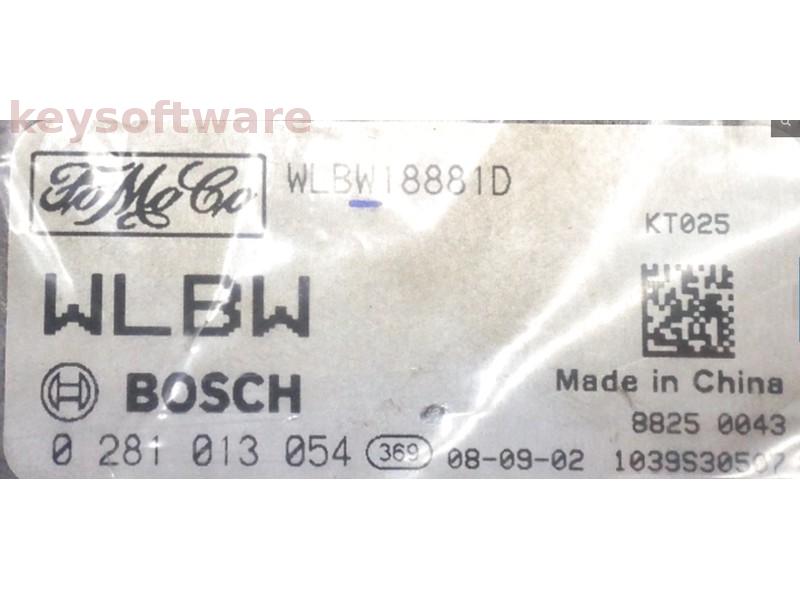 keysoftware
FoMoCo WLBW18881D
KT025
WLBW
BOSCH
Made in China
8825 0043
0 281 013 054 369 08-09-02 1039S30507